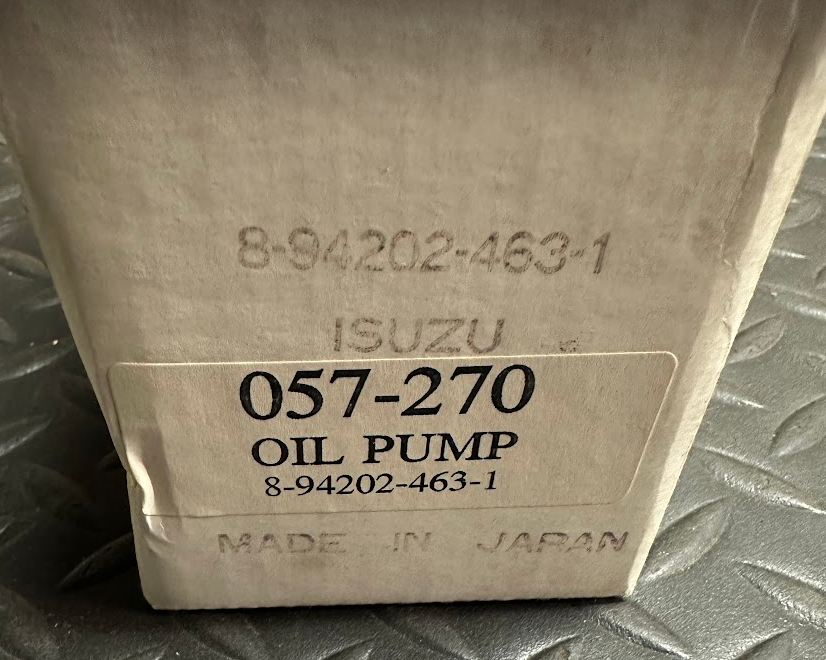 8-94202-463-1
ISUZU
057-270
OIL PUMP
8-94202-463-1
MADE IN JAPAN